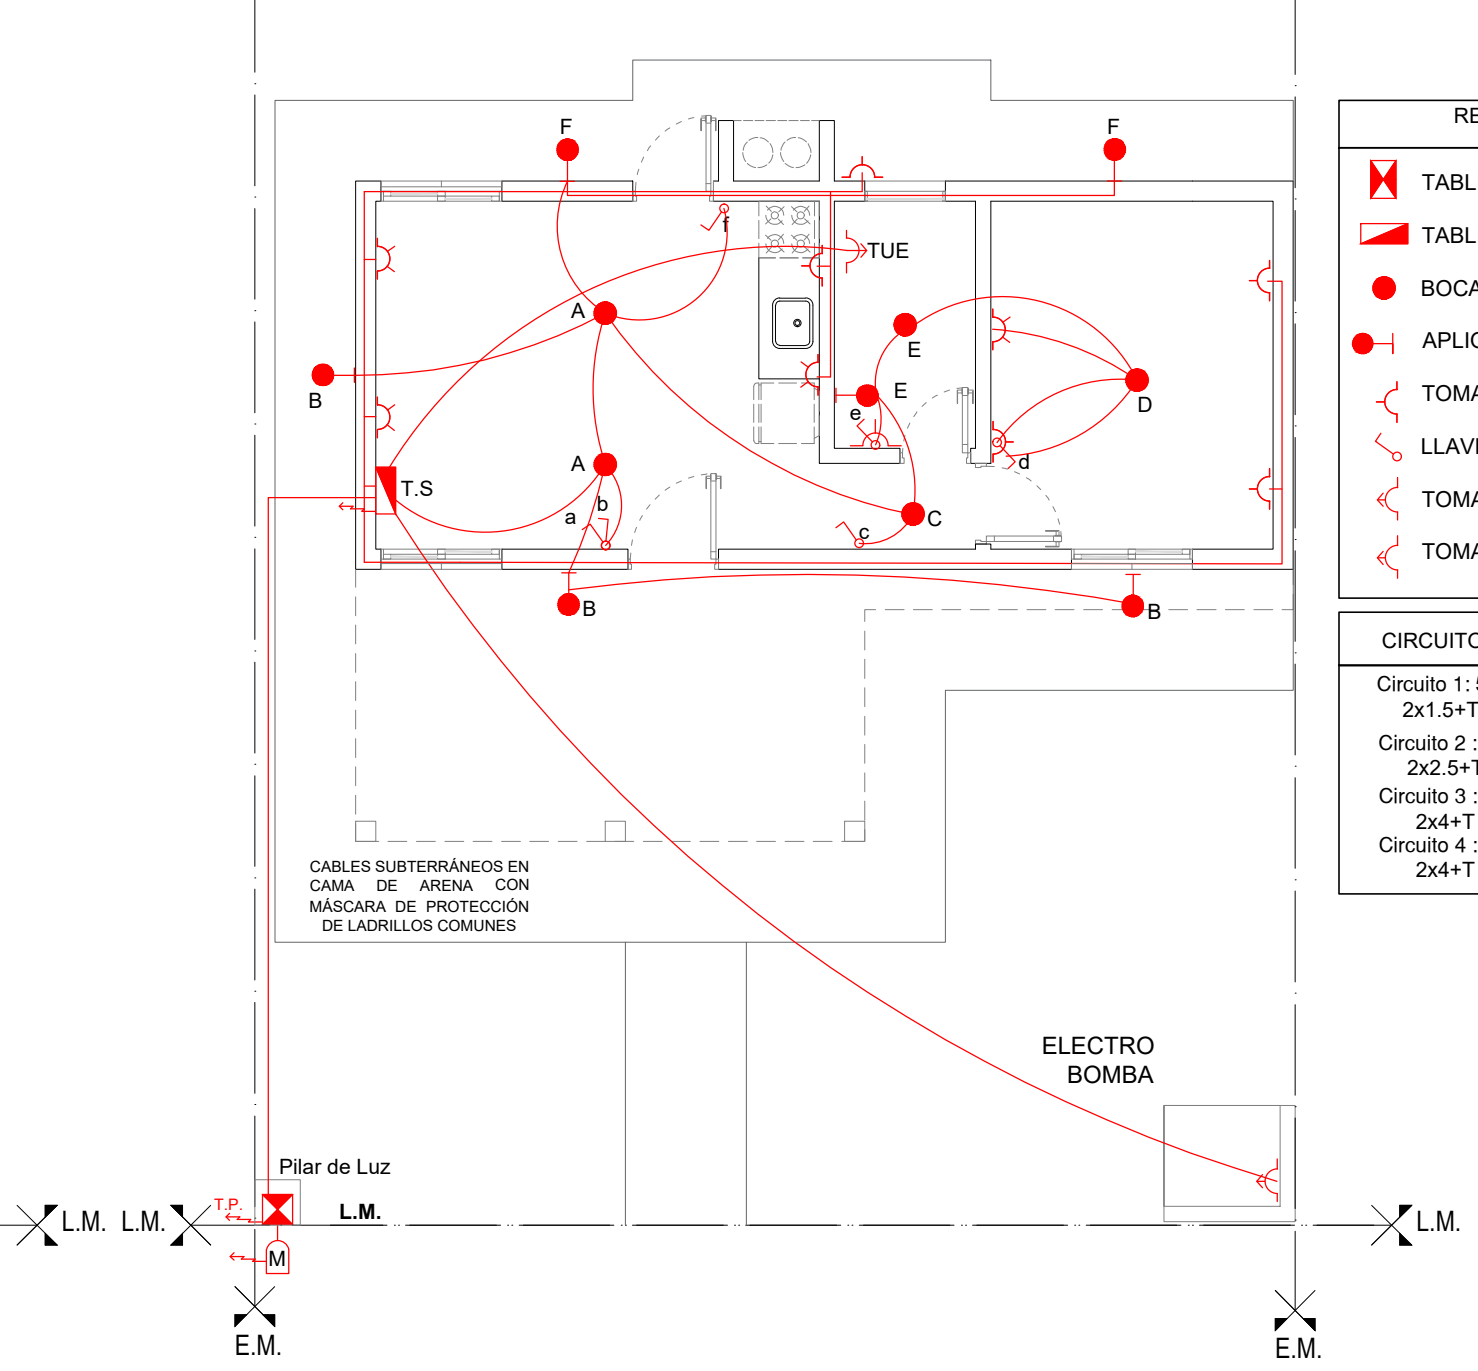 F
F
f
TUE
A
E
E
B
D
e
A
d
T.S
b
a
c
C
B
B
CABLES SUBTERRÁNEOS EN
CAMA DE ARENA CON
MÁSCARA DE PROTECCIÓN
DE LADRILLOS COMUNES
ELECTRO
BOMBA
Pilar de Luz
T.P.
L.M.
L.M.
L.M.
L.M.
M
E.M.
E.M.
RE
TABL
TABL
BOCA
APLIC
TOMA
LLAVE
TOMA
TOMA
CIRCUITO
Circuito 1:
2x1.5+T
Circuito 2 :
2x2.5+T
Circuito 3 :
2x4+T
Circuito 4 :
2x4+T